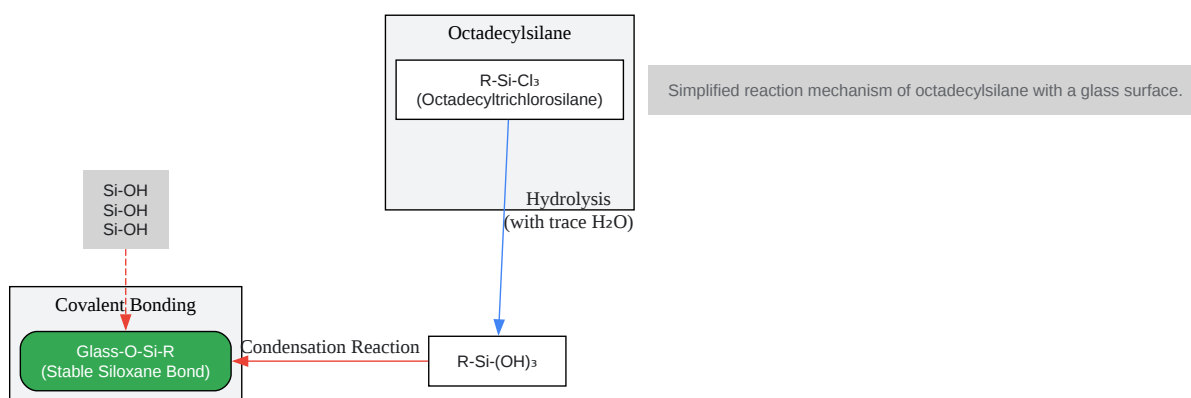 Octadecylsilane
R-Si-Cl₃
(Octadecyltrichlorosilane)
Simplified reaction mechanism of octadecylsilane with a glass surface.
Si-OH
Si-OH
Si-OH
Hydrolysis
(with trace H₂O)
Covalent Bonding
Glass-O-Si-R
(Stable Siloxane Bond)
Condensation Reaction
R-Si-(OH)₃